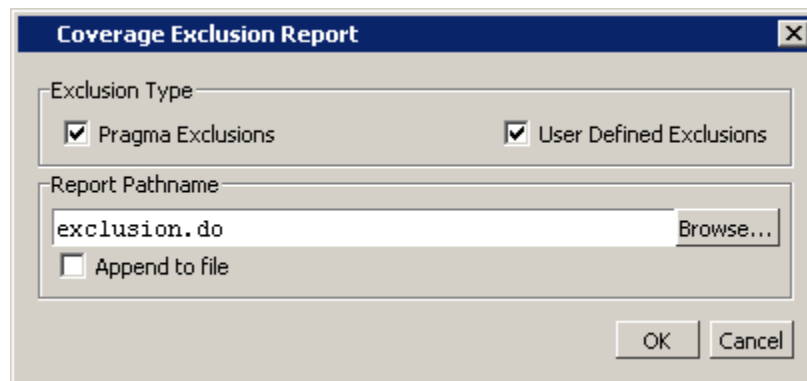 Coverage Exclusion Report
Exclusion Type
Pragma Exclusions User Defined Exclusions
Report Pathname
exclusion.do Browse...
Append to file
OK Cancel